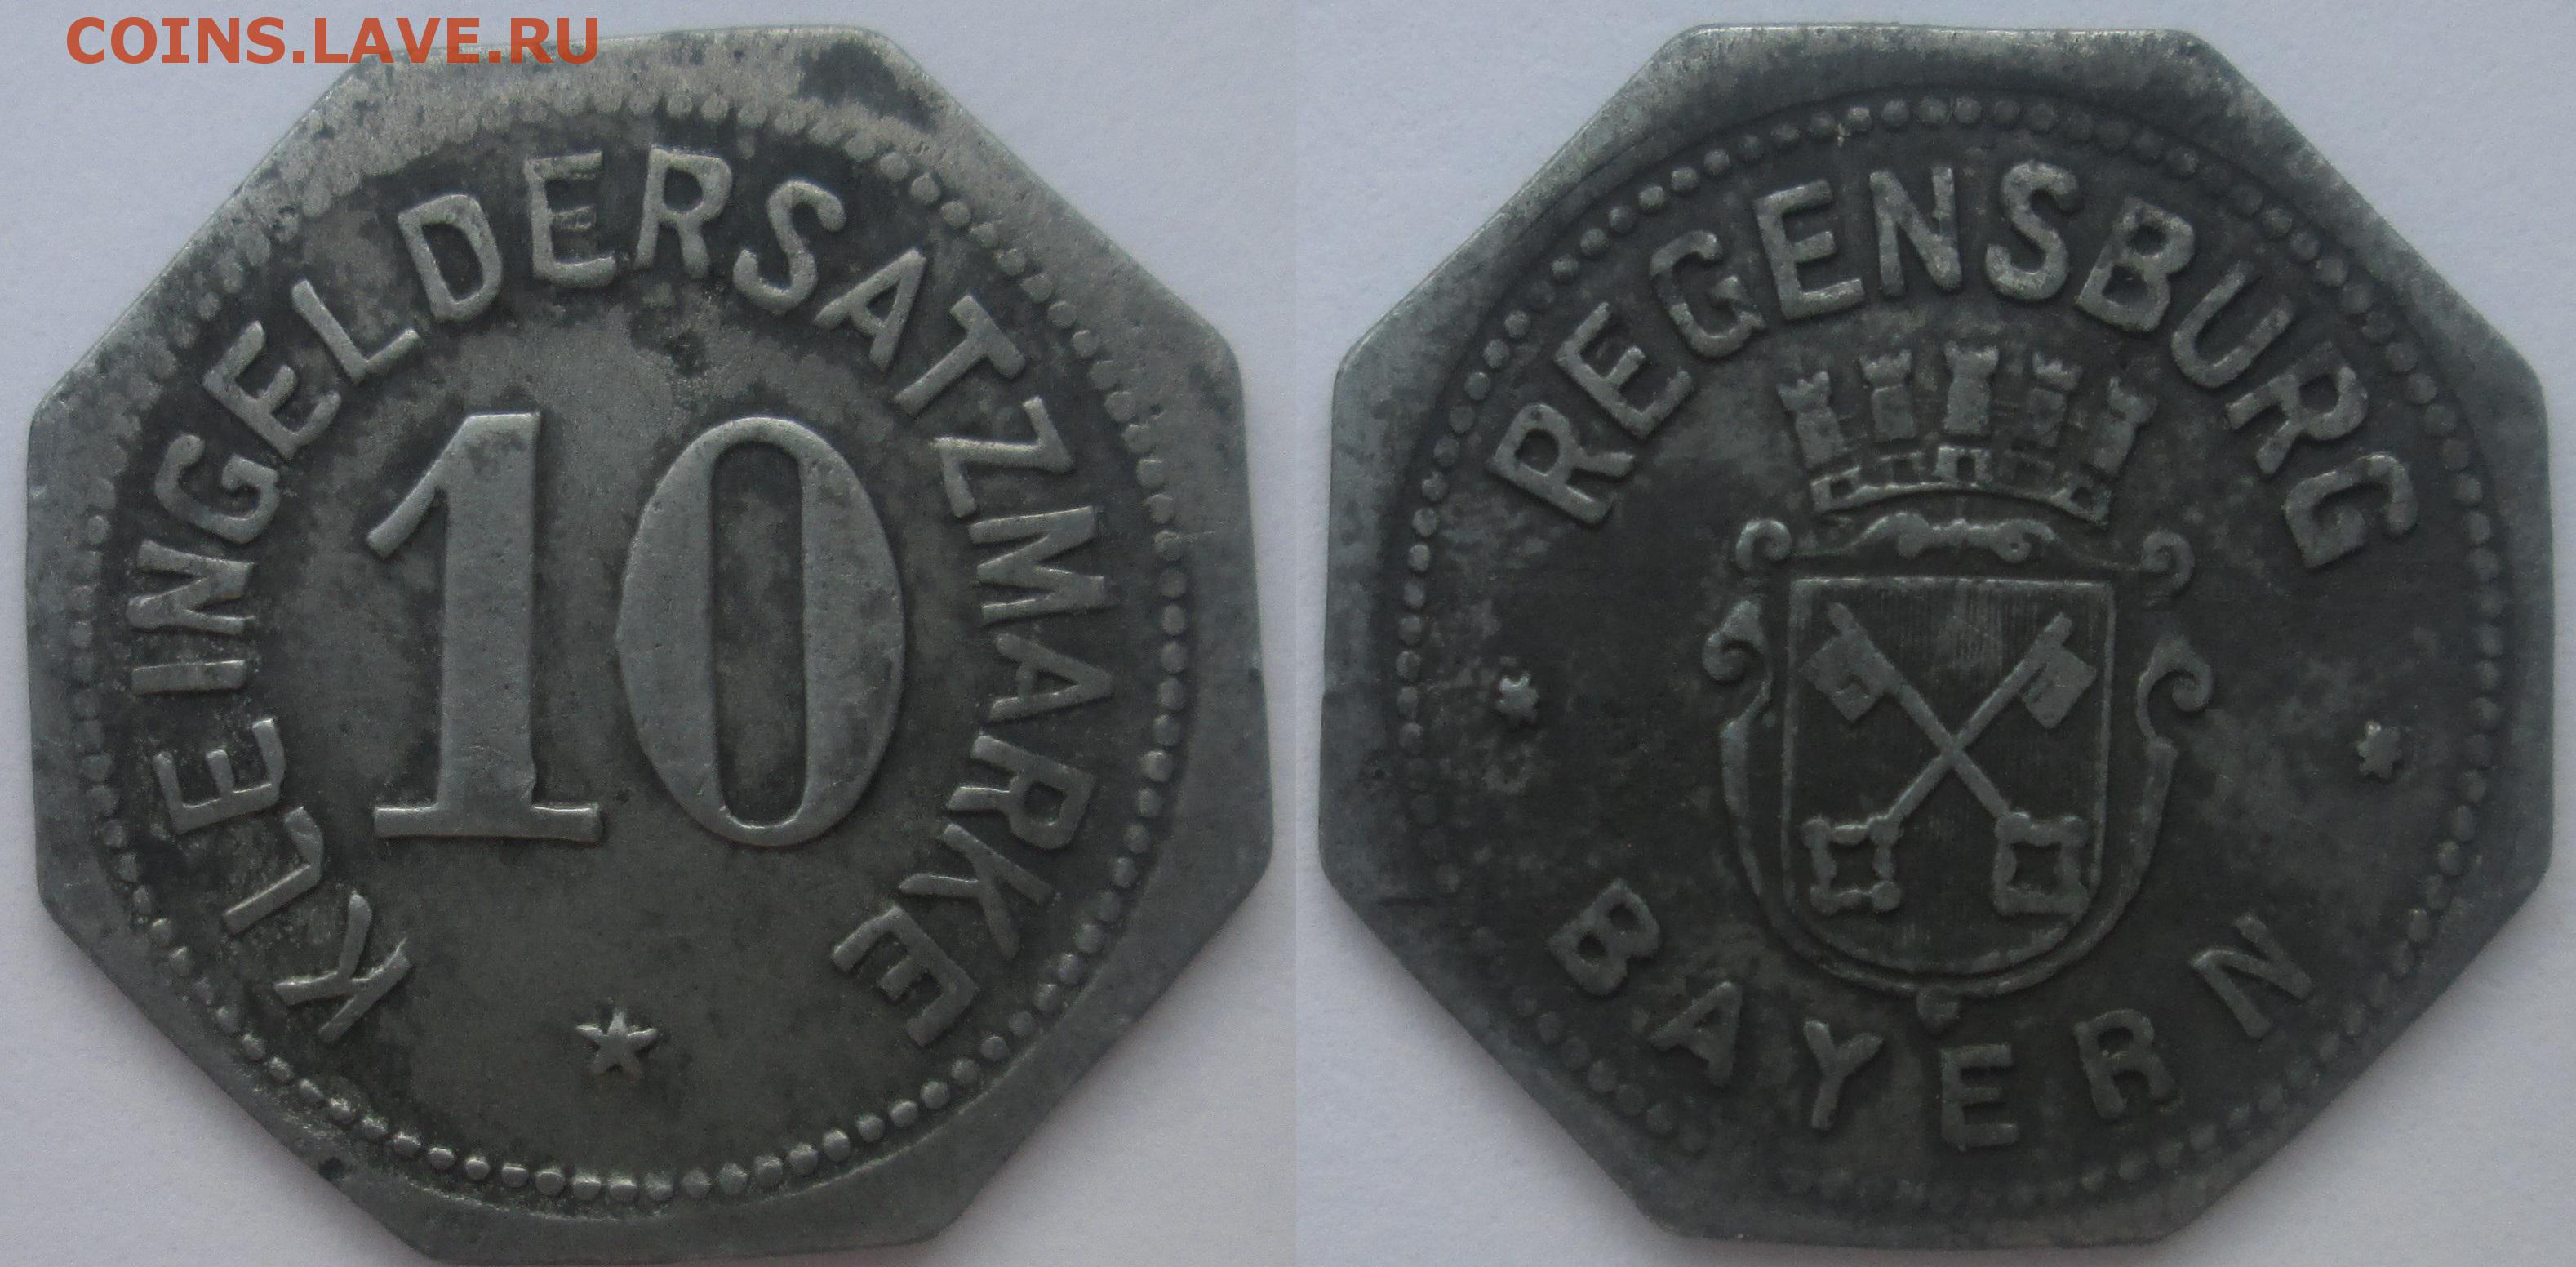 COINS.LAVE.RU
KLEINGELDERSATZMARKE
10
REGENSBURG
BAYERN